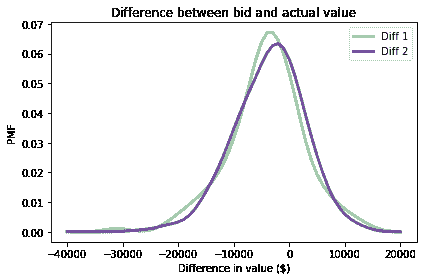 Difference between bid and actual value
0.07
0.06
0.05
0.04
0.03
0.02
0.01
0.00
PMF
Diff 1
Diff 2
−40000 −30000 −20000 −10000 0 10000 20000
Difference in value ($)